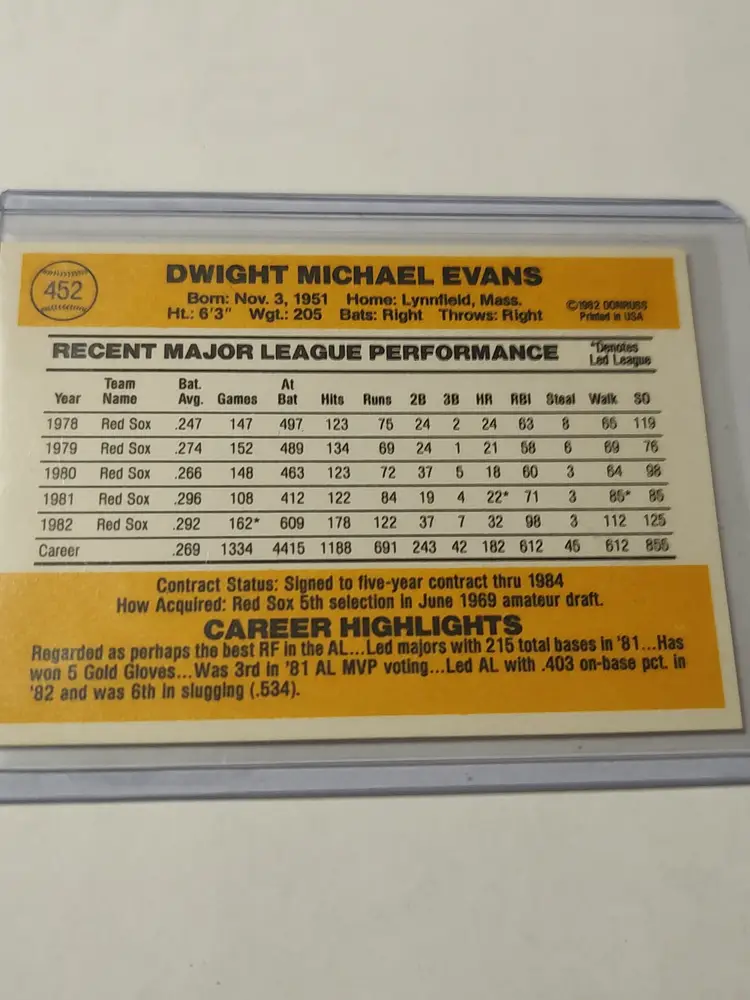 452
DWIGHT MICHAEL EVANS
Born: Nov. 3, 1951 Home: Lynnfield, Mass.
Ht.: 6'3" Wgt.: 205 Bats: Right Throws: Right
©1982 DONRUSS
Printed in USA
RECENT MAJOR LEAGUE PERFORMANCE
*Denotes
Led League
Year Team Name Bat. Avg. Games At Bat Hits Runs 2B 3B HR RBI Steal Walk SO
1978 Red Sox .247 147 497 123 75 24 2 24 63 8 65 119
1979 Red Sox .274 152 489 134 69 24 1 21 58 6 69 76
1980 Red Sox .266 148 463 123 72 37 5 18 60 3 64 98
1981 Red Sox .296 108 412 122 84 19 4 22* 71 3 85* 85
1982 Red Sox .292 162* 609 178 122 37 7 32 98 3 112 125
Career .269 1334 4415 1188 691 243 42 182 612 45 612 855
Contract Status: Signed to five-year contract thru 1984
How Acquired: Red Sox 5th selection in June 1969 amateur draft.
CAREER HIGHLIGHTS
Regarded as perhaps the best RF in the AL...Led majors with 215 total bases in '81...Has
won 5 Gold Gloves...Was 3rd in '81 AL MVP voting...Led AL with .403 on-base pct. in
'82 and was 6th in slugging (.534).